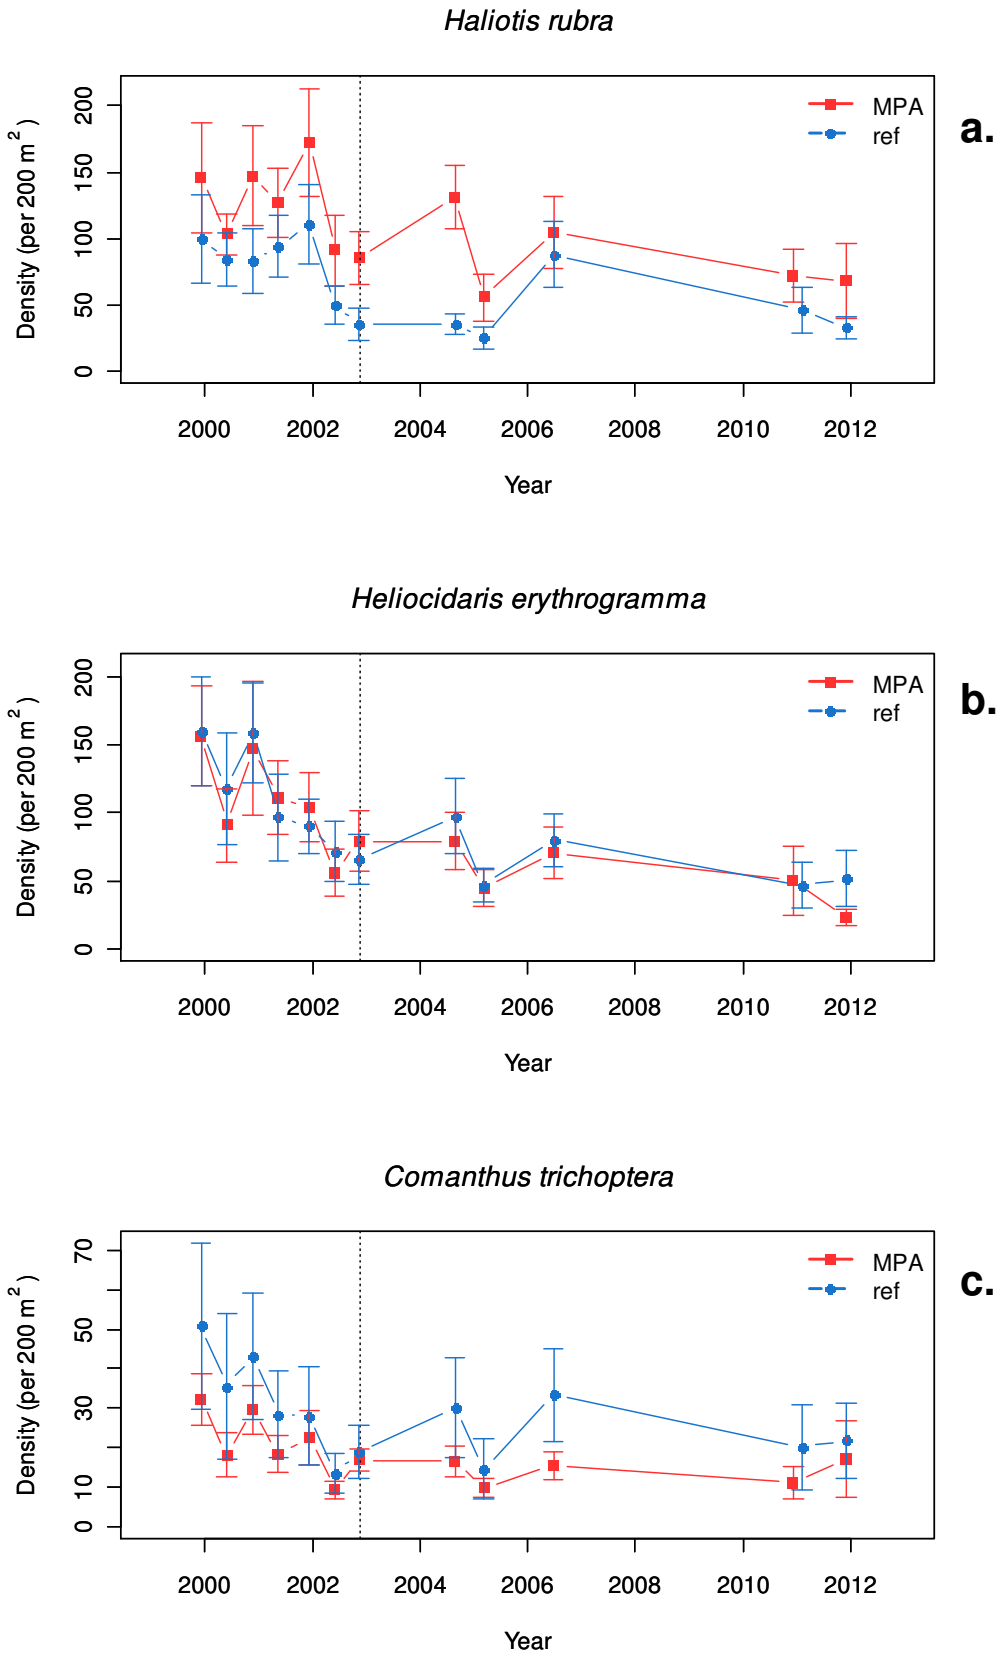 Haliotis rubra
a.
MPA
ref
Density (per 200 m 2 )
0 50 100 150 200
2000 2002 2004 2006 2008 2010 2012
Year
Heliocidaris erythrogramma
b.
MPA
ref
Density (per 200 m 2 )
0 50 100 150 200
2000 2002 2004 2006 2008 2010 2012
Year
Comanthus trichoptera
c.
MPA
ref
Density (per 200 m 2 )
0 10 30 50 70
2000 2002 2004 2006 2008 2010 2012
Year